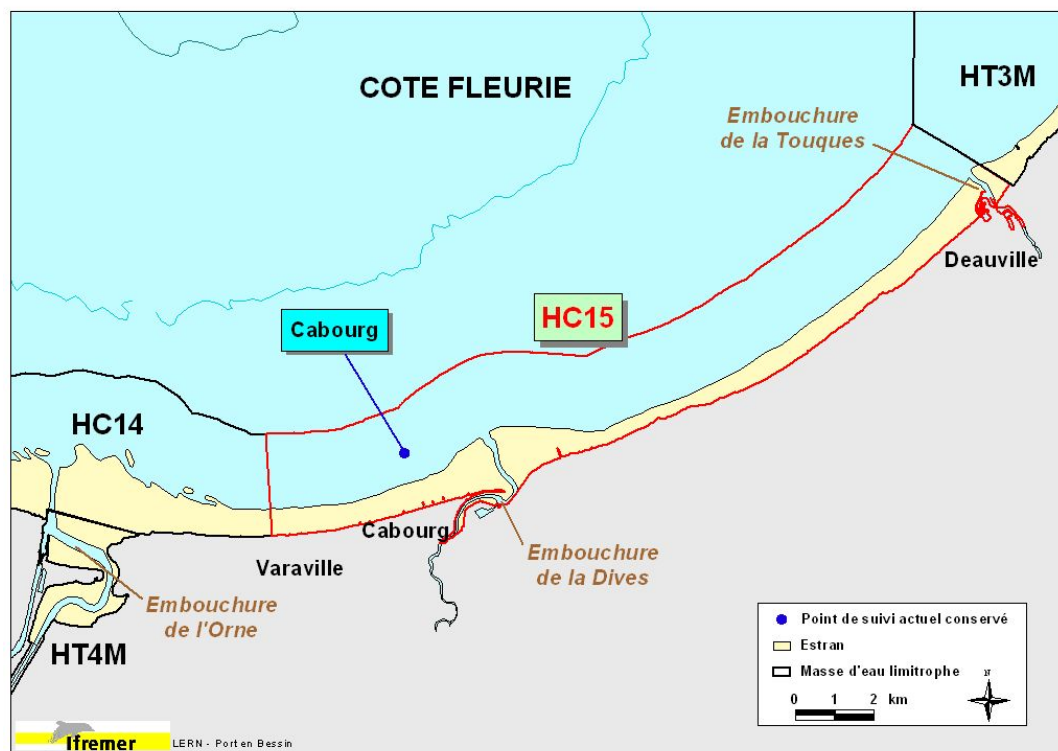 COTE FLEURIE
HT3M
Embouchure
de la Touques
Deauville
Cabourg
HC15
HC14
Cabourg
Varaville
Embouchure
de la Dives
Embouchure
de l'Orne
HT4M
Point de suivi actuel conservé
Estran
Masse d'eau limitrophe
0 1 2 km
N
Ifremer
LERN - Port en Bessin